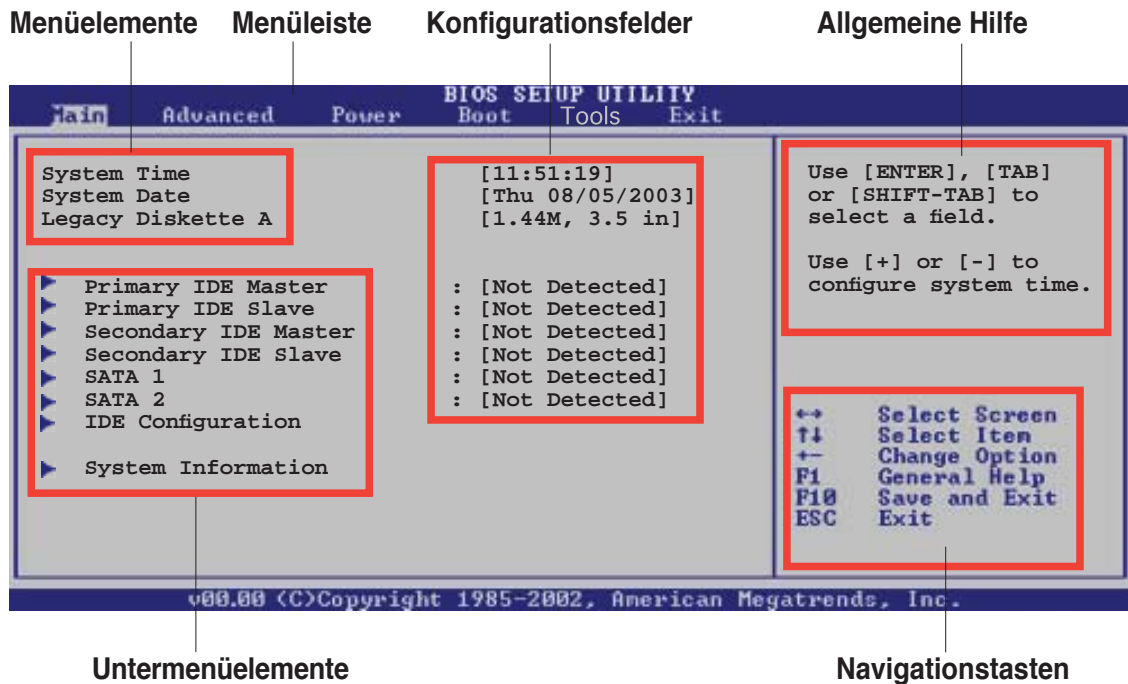 Menüelemente Menüleiste Konfigurationsfelder Allgemeine Hilfe
BIOS SETUP UTILITY
Main Advanced Power Boot Tools Exit
System Time [11:51:19]
System Date [Thu 08/05/2003]
Legacy Diskette A [1.44M, 3.5 in]
Primary IDE Master : [Not Detected]
Primary IDE Slave : [Not Detected]
Secondary IDE Master : [Not Detected]
Secondary IDE Slave : [Not Detected]
SATA 1 : [Not Detected]
SATA 2 : [Not Detected]
IDE Configuration
System Information
Use [ENTER], [TAB]
or [SHIFT-TAB] to
select a field.
Use [+] or [-] to
configure system time.
←→ Select Screen
↑↓ Select Item
+- Change Option
F1 General Help
F10 Save and Exit
ESC Exit
v00.00 (C)Copyright 1985-2002, American Megatrends, Inc.
Untermenüelemente Navigationstasten